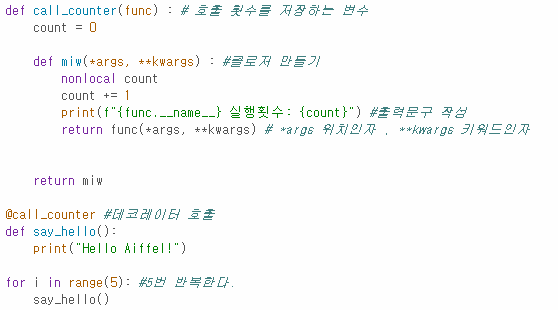 def call_counter(func) : # 호출 횟수를 저장하는 변수
    count = 0

    def miw(*args, **kwargs) : #클로저 만들기
        nonlocal count
        count += 1
        print(f"{func.__name__} 실행횟수: {count}") #출력문구 작성
        return func(*args, **kwargs) # *args 위치인자 , **kwargs 키워드인자

    return miw

@call_counter #데코레이터 호출
def say_hello():
    print("Hello Aiffel!")

for i in range(5): #5번 반복한다.
    say_hello()